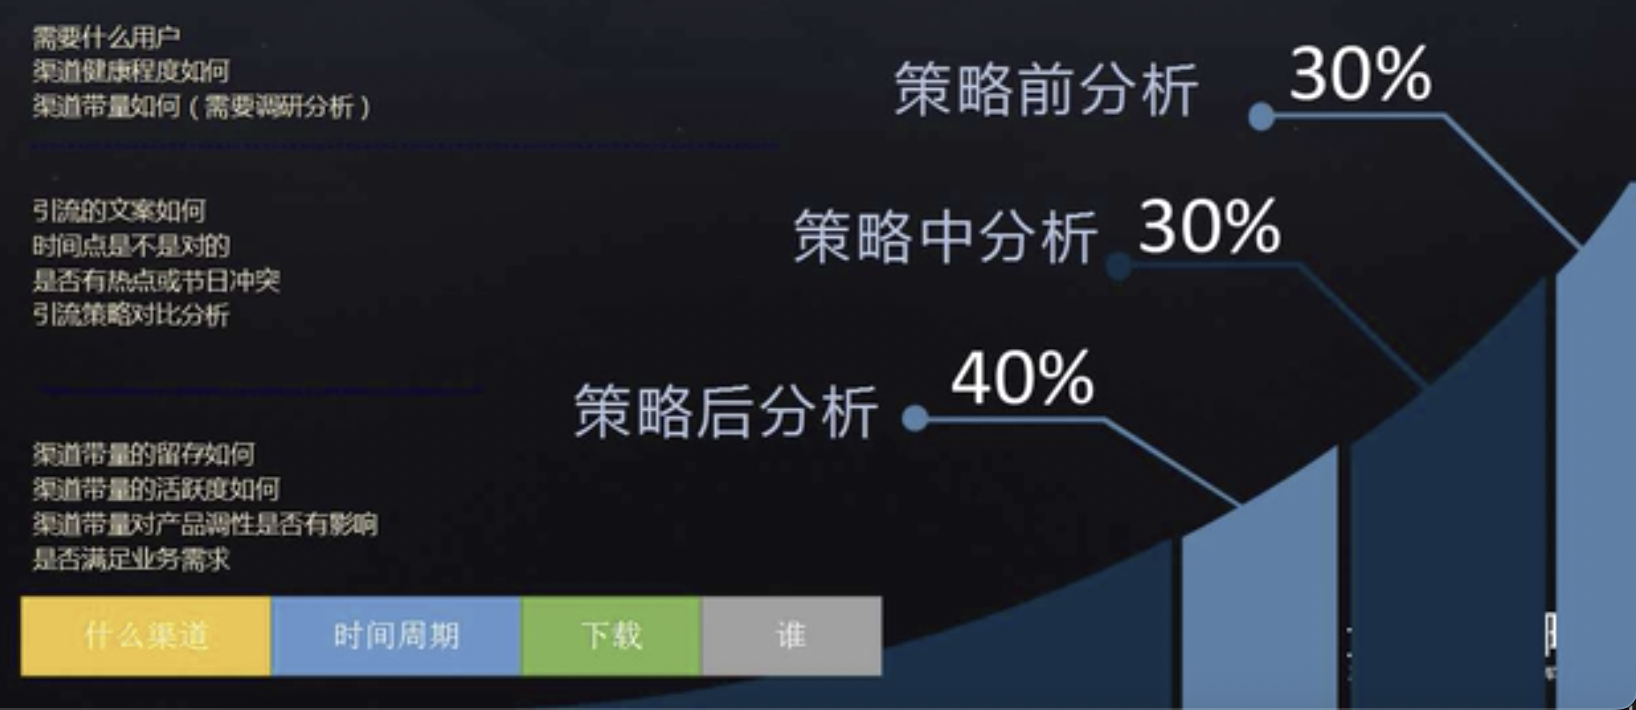 需要什么用户
渠道健康程度如何
渠道带量如何（需要调研分析）
策略前分析 30%
引流的文案如何
时间点是不是对的
是否有热点或节日冲突
引流策略对比分析
策略中分析 30%
策略后分析 40%
渠道带量的留存如何
渠道带量的活跃度如何
渠道带量对产品调性是否有影响
是否满足业务需求
什么渠道 时间周期 下载 谁